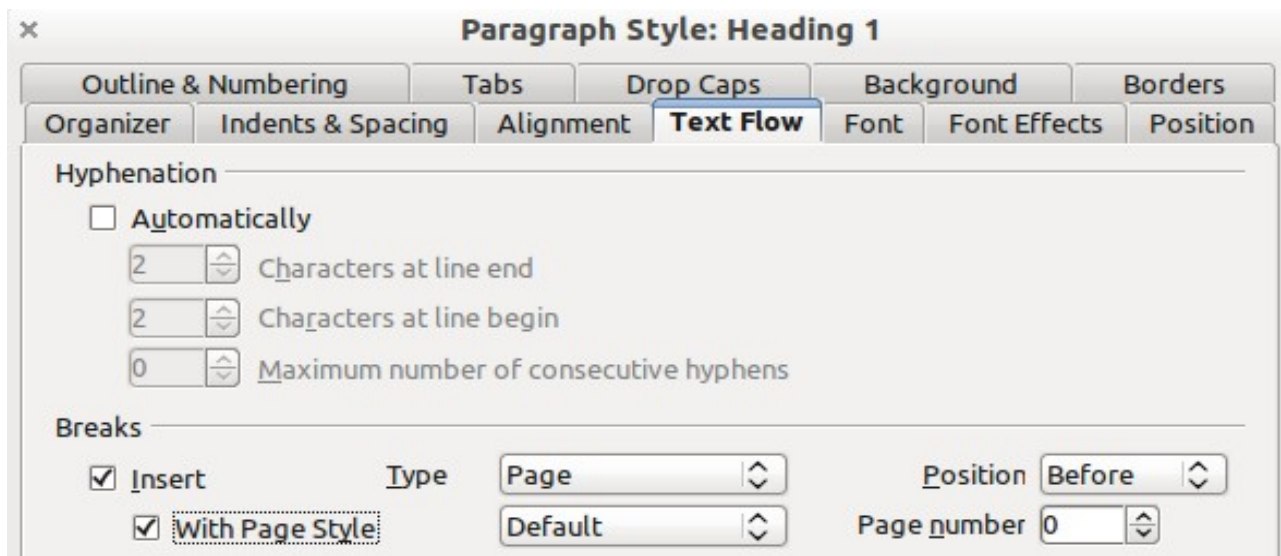 Paragraph Style: Heading 1
Outline & Numbering Tabs Drop Caps Background Borders
Organizer Indents & Spacing Alignment Text Flow Font Font Effects Position
Hyphenation
Automatically
2 Characters at line end
2 Characters at line begin
0 Maximum number of consecutive hyphens
Breaks
Insert Type Page Position Before
With Page Style Default Page number 0